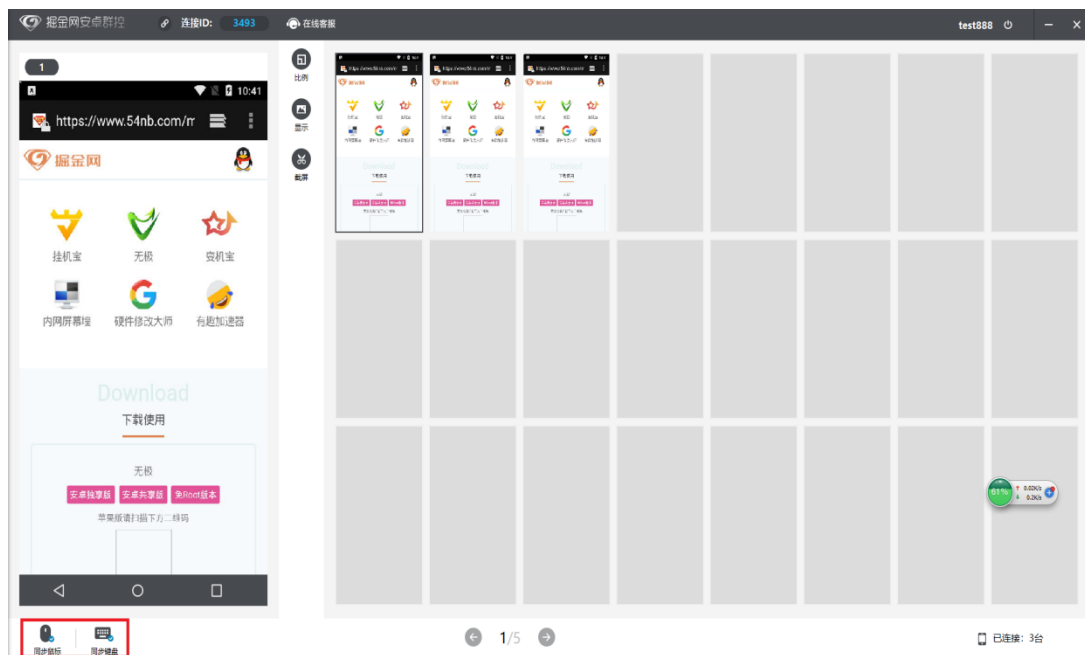 掘金网安卓群控 连接ID: 3493 在线客服 test888
1
10:41
https://www.54nb.com/m
掘金网
挂机宝 无极 变机宝
内网屏幕墙 硬件修改大师 有趣加速器
Download
下载使用
无极
安卓独享版 安卓共享版 免Root版本
苹果版请扫描下方二维码
比例
显示
截屏
61% 0.02K/s
0.2K/s
同步鼠标 同步键盘
1/5
已连接: 3台